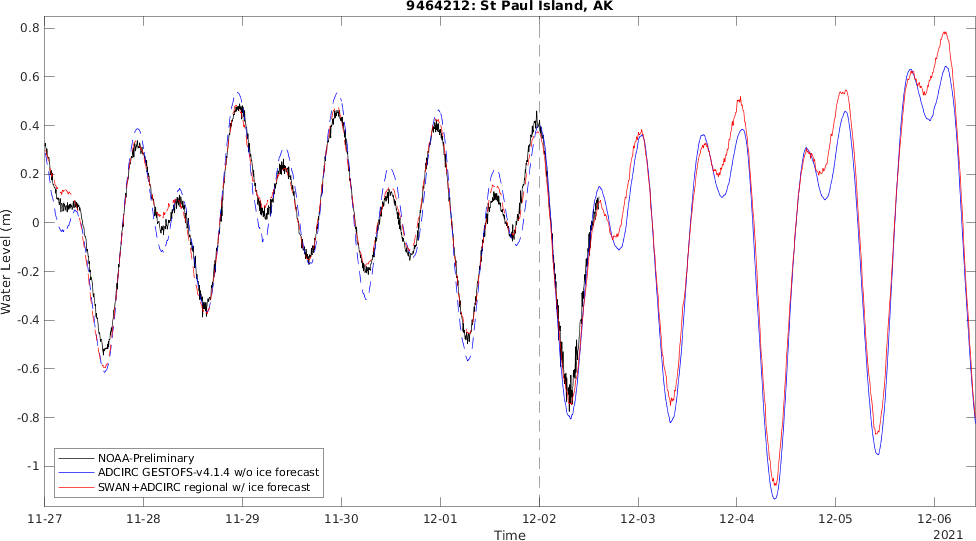 9464212: St Paul Island, AK
0.8
0.6
0.4
0.2
0
-0.2
-0.4
-0.6
-0.8
-1
Water Level (m)
NOAA-Preliminary
ADCIRC GESTOFS-v4.1.4 w/o ice forecast
SWAN+ADCIRC regional w/ ice forecast
11-27 11-28 11-29 11-30 12-01 12-02 12-03 12-04 12-05 12-06
Time
2021